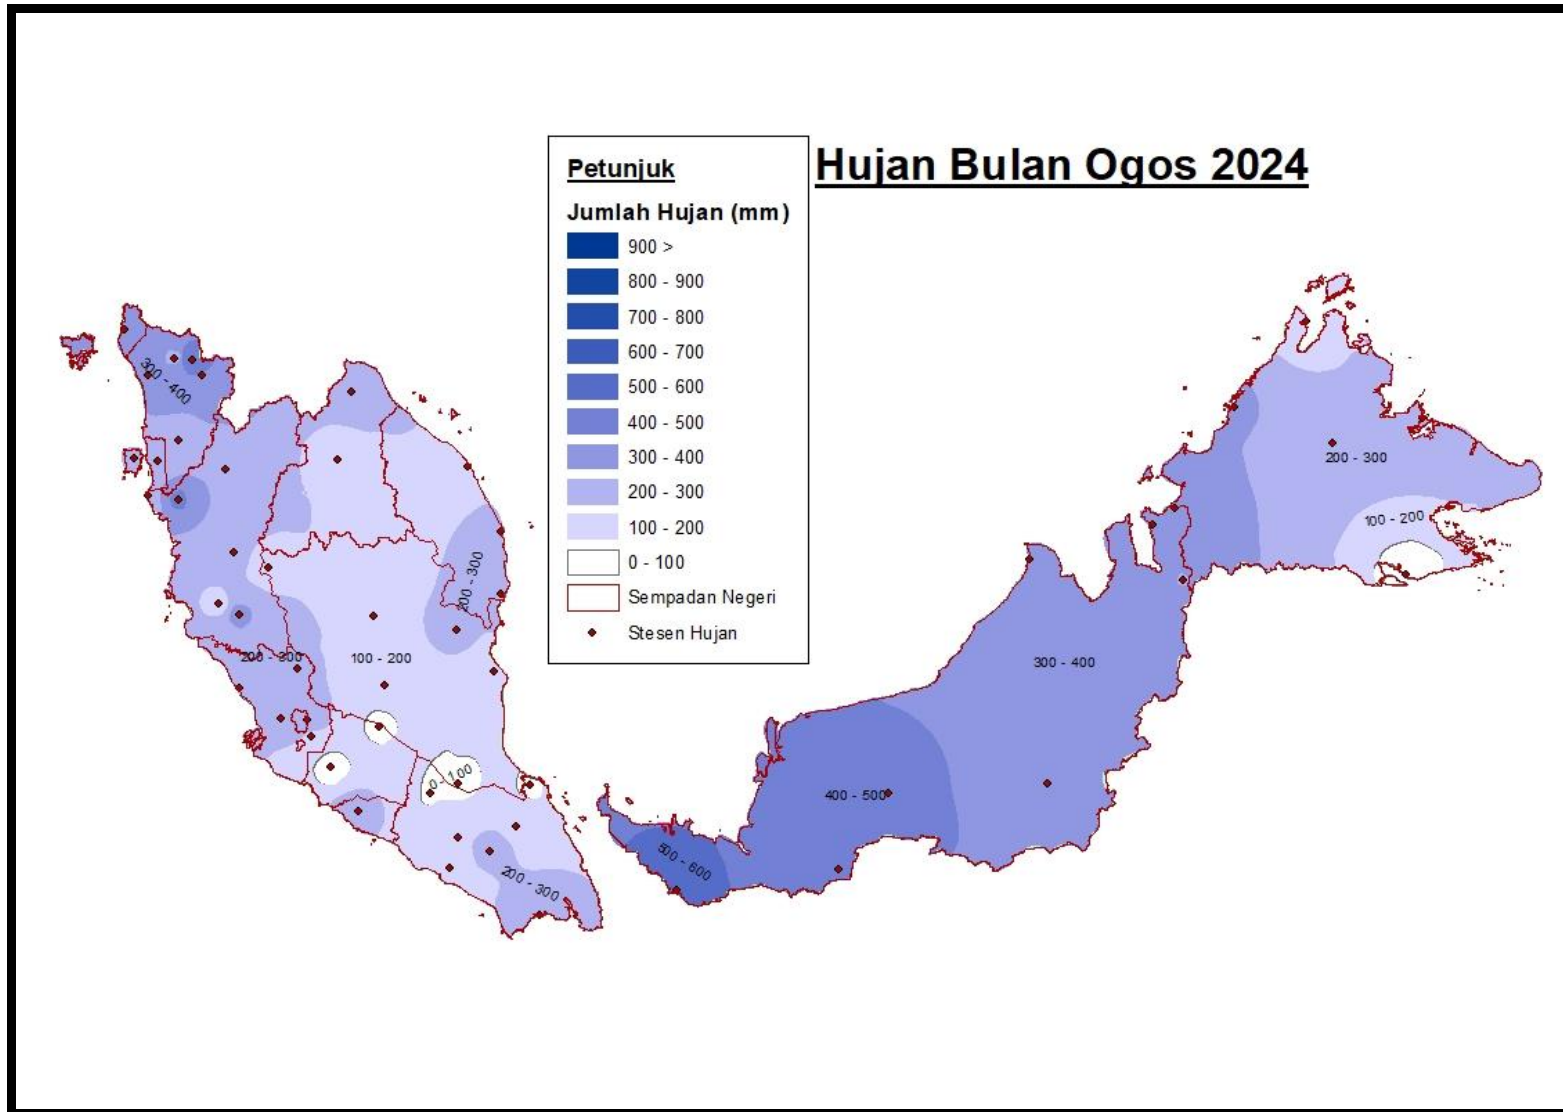 Hujan Bulan Ogos 2024
Petunjuk
Jumlah Hujan (mm)
900 >
800 - 900
700 - 800
600 - 700
500 - 600
400 - 500
300 - 400
200 - 300
100 - 200
0 - 100
Sempadan Negeri
Stesen Hujan
300 - 400
200 - 300
200 - 300
100 - 200
0 - 100
200 - 300
500 - 600
400 - 500
300 - 400
200 - 300
100 - 200